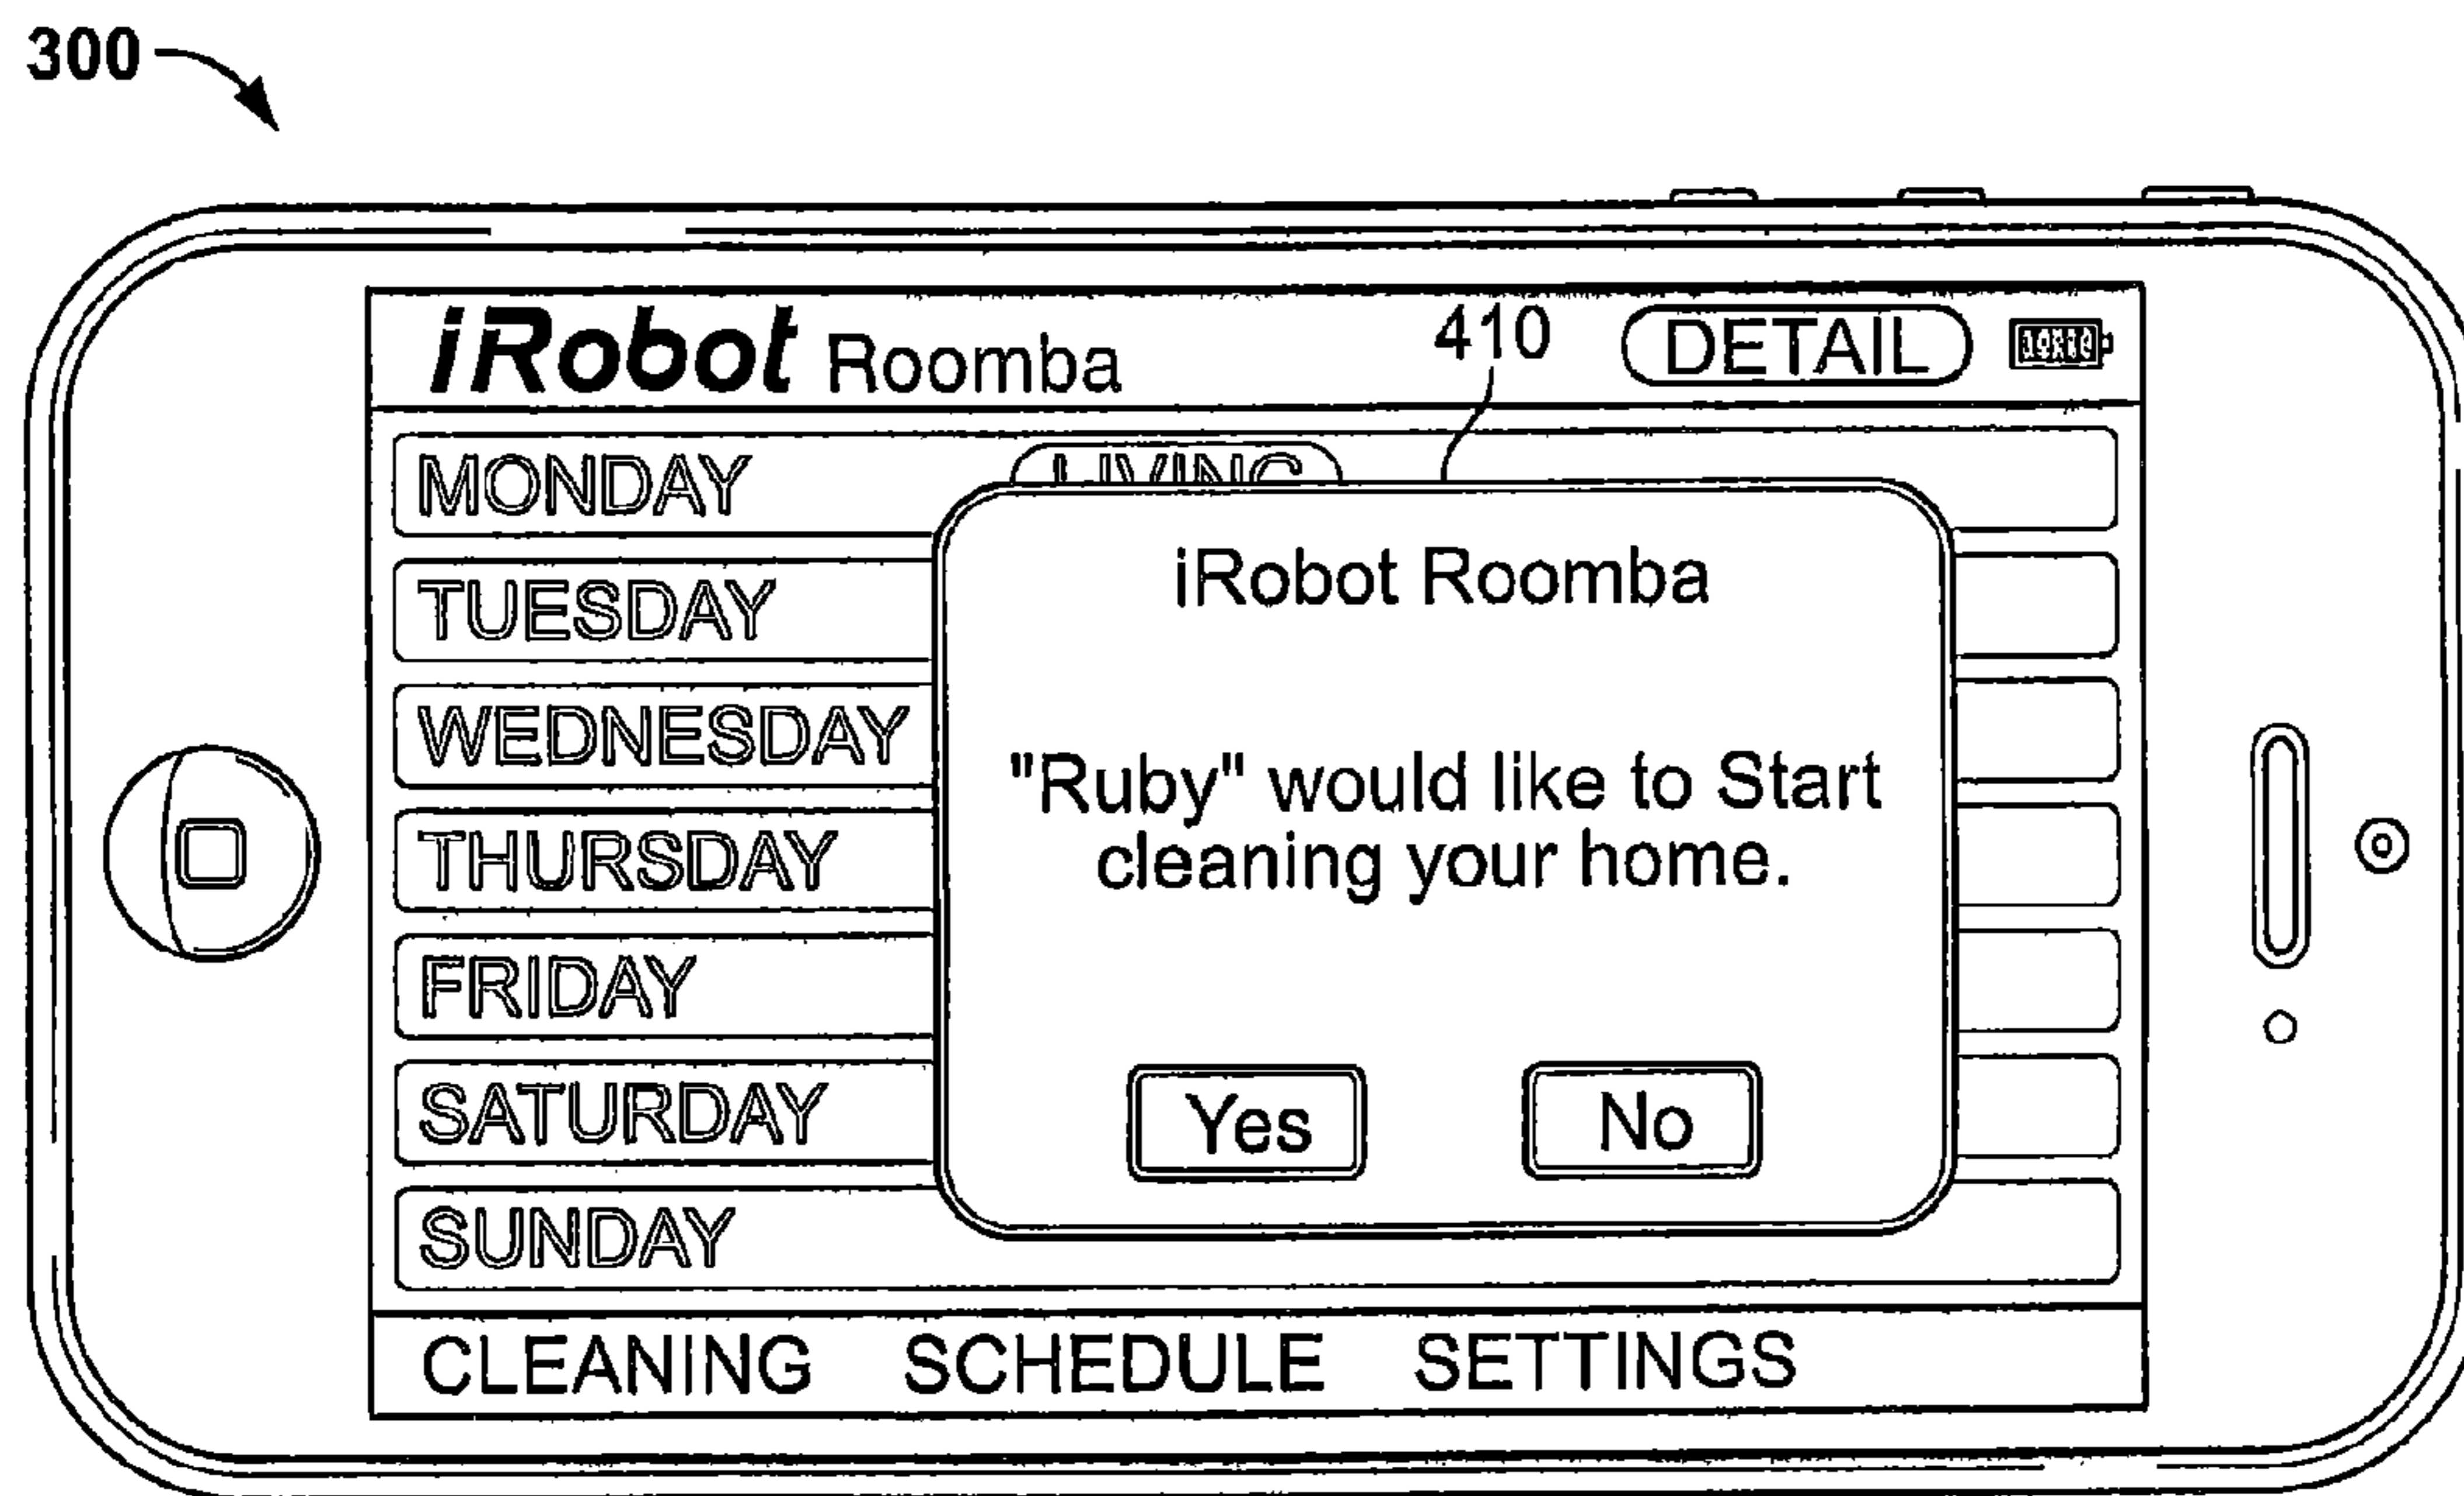 300
iRobot Roomba
410
DETAIL
MONDAY
LIVING
TUESDAY
WEDNESDAY
THURSDAY
FRIDAY
SATURDAY
SUNDAY
iRobot Roomba
"Ruby" would like to Start
cleaning your home.
Yes
No
CLEANING SCHEDULE SETTINGS